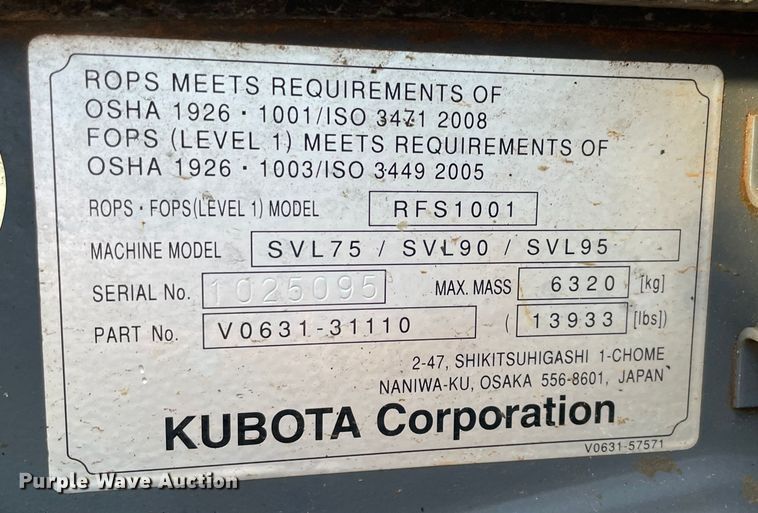 ROPS MEETS REQUIREMENTS OF
OSHA 1926 · 1001/ISO 3471 2008
FOPS (LEVEL 1) MEETS REQUIREMENTS OF
OSHA 1926 · 1003/ISO 3449 2005
ROPS · FOPS(LEVEL 1) MODEL RFS1001
MACHINE MODEL SVL75 / SVL90 / SVL95
SERIAL No. 1025095 MAX. MASS 6320 [kg]
PART No. V0631-31110 ( 13933 [lbs])
2-47, SHIKITSUHIGASHI 1-CHOME
NANIWA-KU, OSAKA 556-8601, JAPAN
KUBOTA Corporation
V0631-57571
Purple Wave Auction